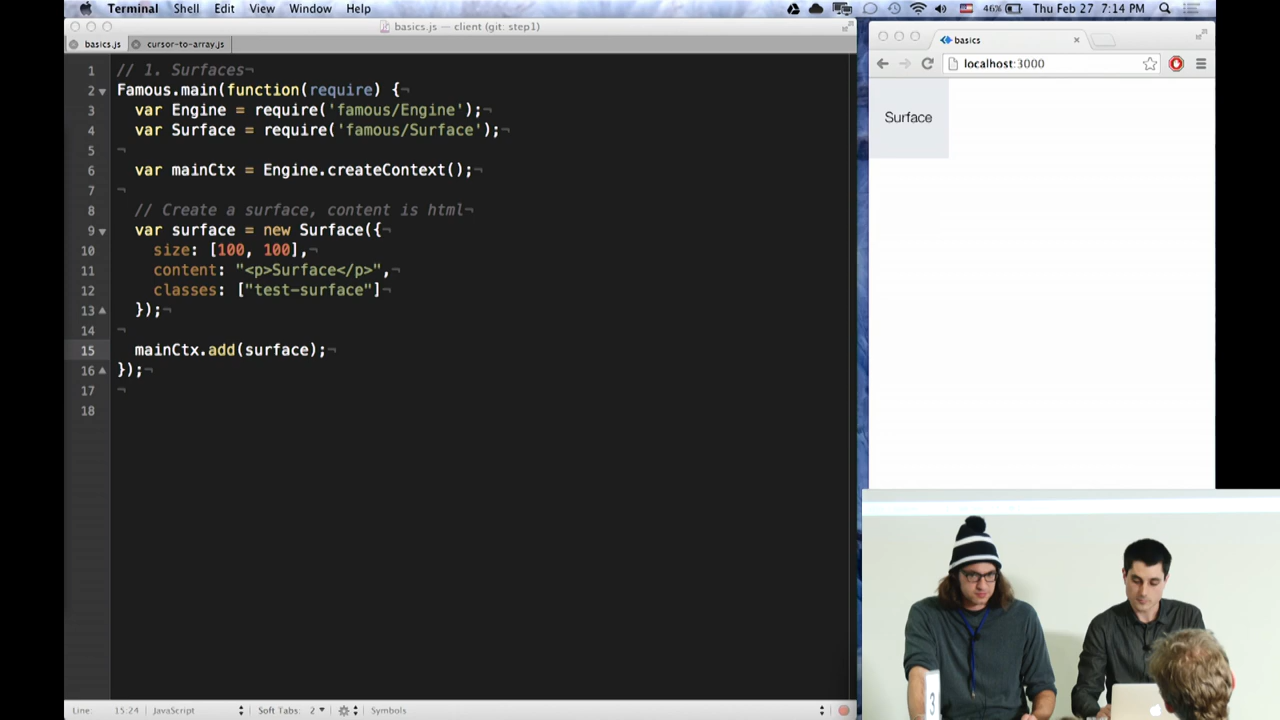 Terminal Shell Edit View Window Help
46% Thu Feb 27 7:14 PM
basics.js — client (git: step1)
basics.js cursor-to-array.js
1 // 1. Surfaces¬
2 Famous.main(function(require) {¬
3 var Engine = require('famous/Engine');¬
4 var Surface = require('famous/Surface');¬
5 ¬
6 var mainCtx = Engine.createContext();¬
7 ¬
8 // Create a surface, content is html¬
9 var surface = new Surface({¬
10 size: [100, 100],¬
11 content: "<p>Surface</p>",¬
12 classes: ["test-surface"]¬
13 });¬
14 ¬
15 mainCtx.add(surface);¬
16 });¬
17 ¬
18
Line: 15:24 JavaScript Soft Tabs: 2 Symbols
basics
localhost:3000
Surface
3